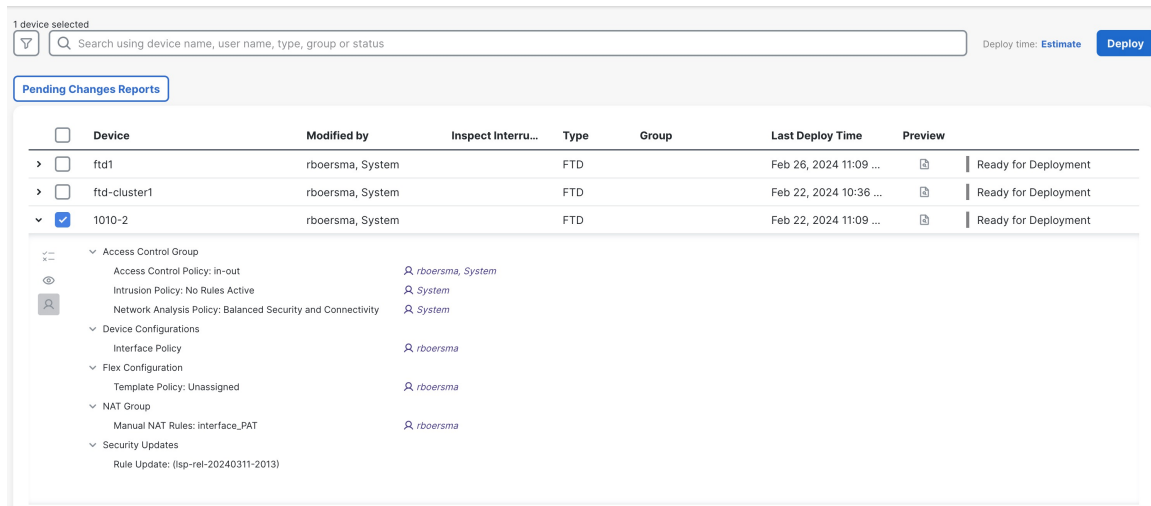 1 device selected
Search using device name, user name, type, group or status
Deploy time: Estimate
Deploy
Pending Changes Reports
Device Modified by Inspect Interru... Type Group Last Deploy Time Preview
ftd1 rboersma, System FTD Feb 26, 2024 11:09 ... Ready for Deployment
ftd-cluster1 rboersma, System FTD Feb 22, 2024 10:36 ... Ready for Deployment
1010-2 rboersma, System FTD Feb 22, 2024 11:09 ... Ready for Deployment
Access Control Group
Access Control Policy: in-out rboersma, System
Intrusion Policy: No Rules Active System
Network Analysis Policy: Balanced Security and Connectivity System
Device Configurations
Interface Policy rboersma
Flex Configuration
Template Policy: Unassigned rboersma
NAT Group
Manual NAT Rules: interface_PAT rboersma
Security Updates
Rule Update: (lsp-rel-20240311-2013)